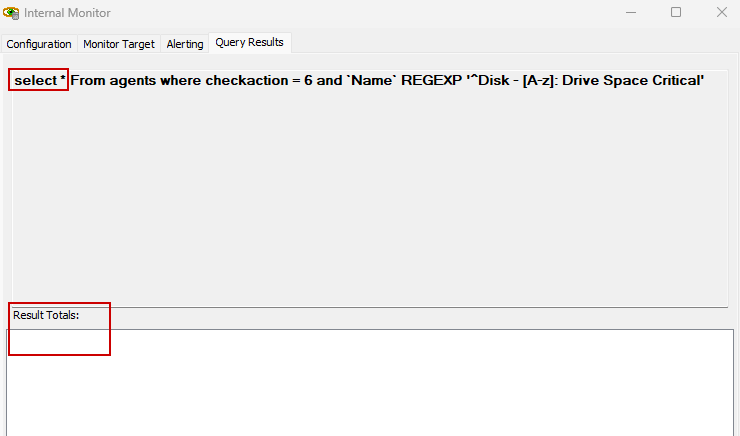 Internal Monitor
Configuration Monitor Target Alerting Query Results
select * From agents where checkaction = 6 and `Name` REGEXP '^Disk - [A-z]: Drive Space Critical'
Result Totals: